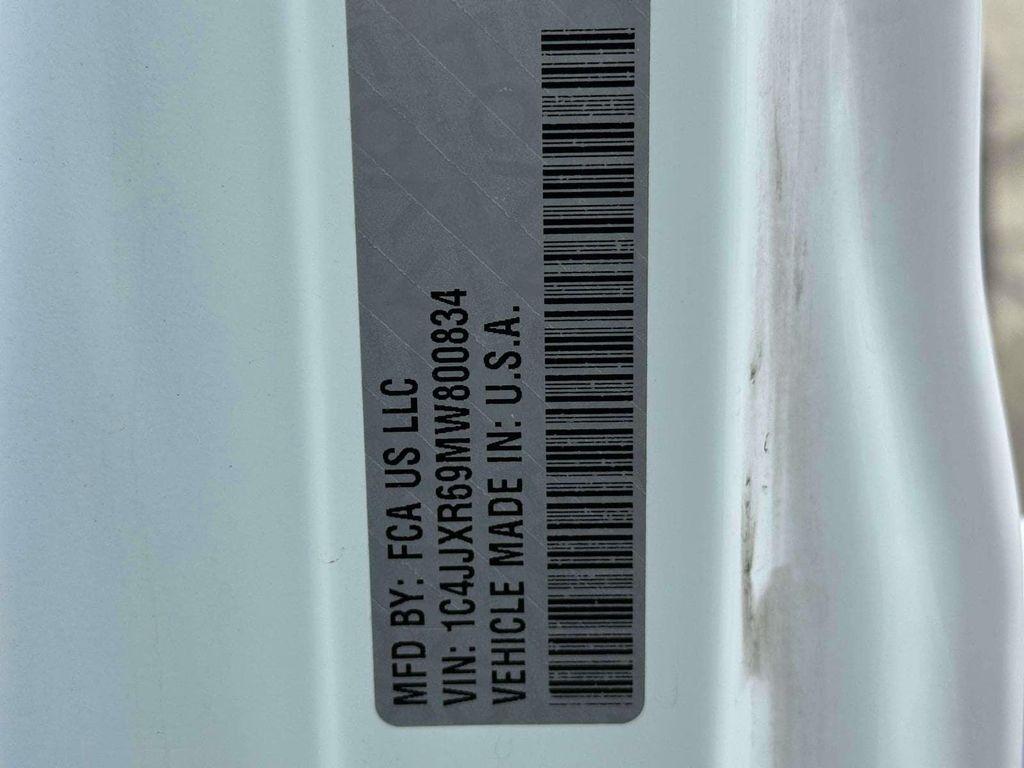 MFD BY: FCA US LLC
VIN: 1C4JJXR69MW800834
VEHICLE MADE IN: U.S.A.